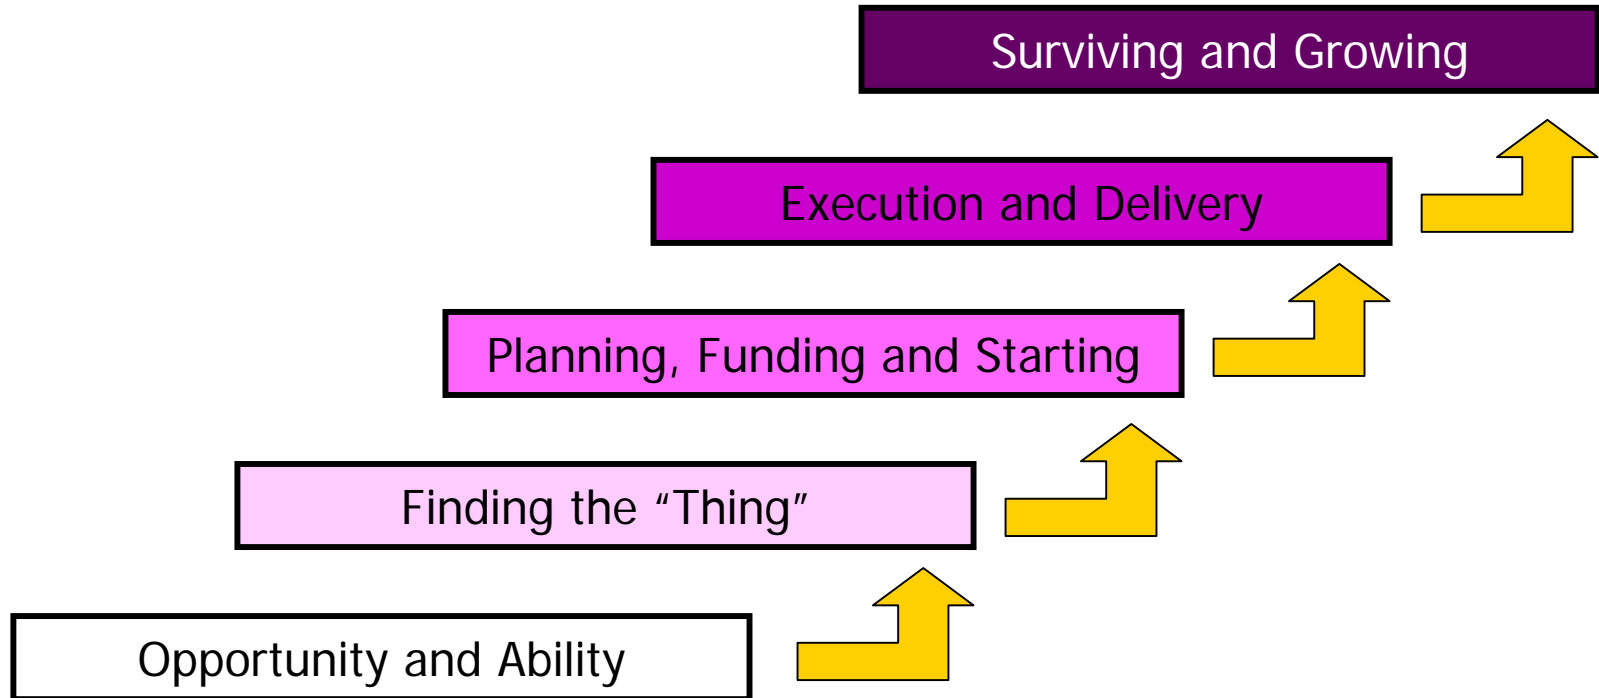 Surviving and Growing
Execution and Delivery
Planning, Funding and Starting
Finding the “Thing”
Opportunity and Ability